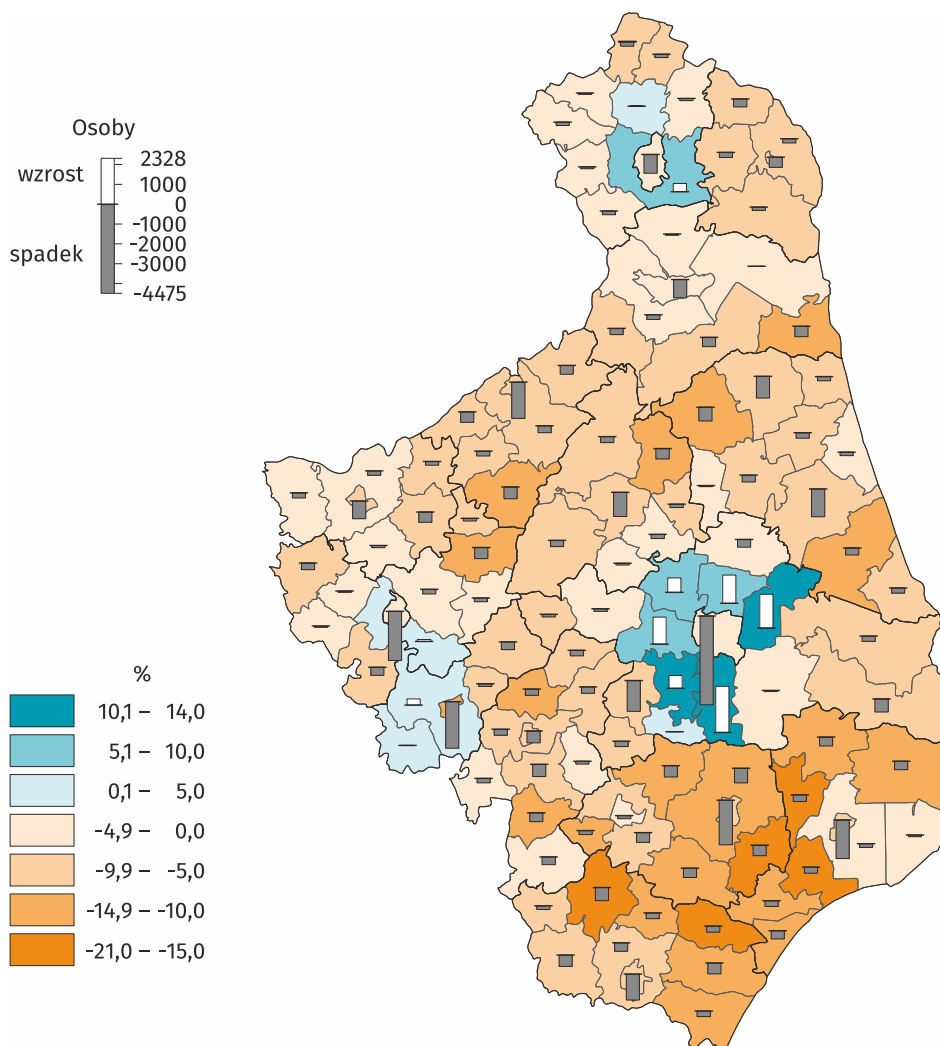 Osoby
wzrost
spadek
2328
1000
0
-1000
-2000
-3000
-4475
%
10,1 – 14,0
5,1 – 10,0
0,1 – 5,0
-4,9 – 0,0
-9,9 – -5,0
-14,9 – -10,0
-21,0 – -15,0